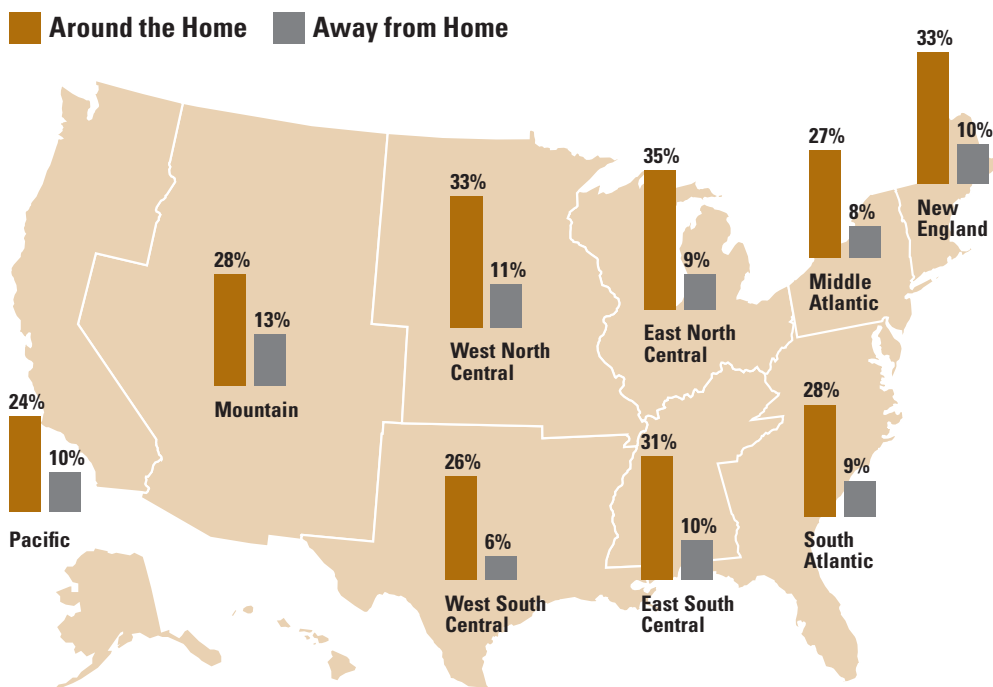 Around the Home
Away from Home
33%
10%
New
England
27%
8%
Middle
Atlantic
35%
9%
East North
Central
33%
11%
West North
Central
28%
13%
Mountain
24%
10%
Pacific
26%
6%
West South
Central
31%
10%
East South
Central
28%
9%
South
Atlantic